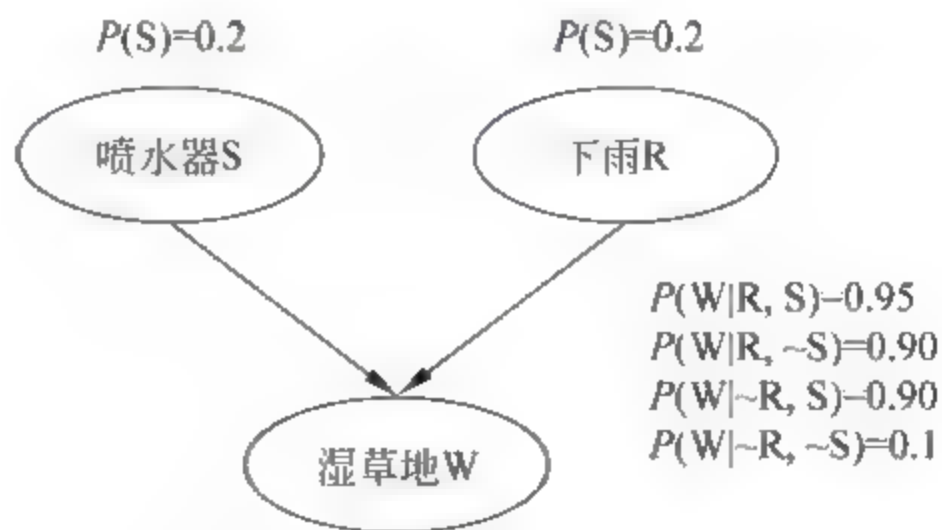 P(S)=0.2
P(S)=0.2
喷水器S
下雨R
P(W|R, S)=0.95
P(W|R, ~S)=0.90
P(W|~R, S)=0.90
P(W|~R, ~S)=0.1
湿草地W